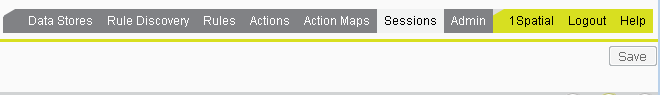 Data Stores Rule Discovery Rules Actions Action Maps Sessions Admin 1Spatial Logout Help
Save